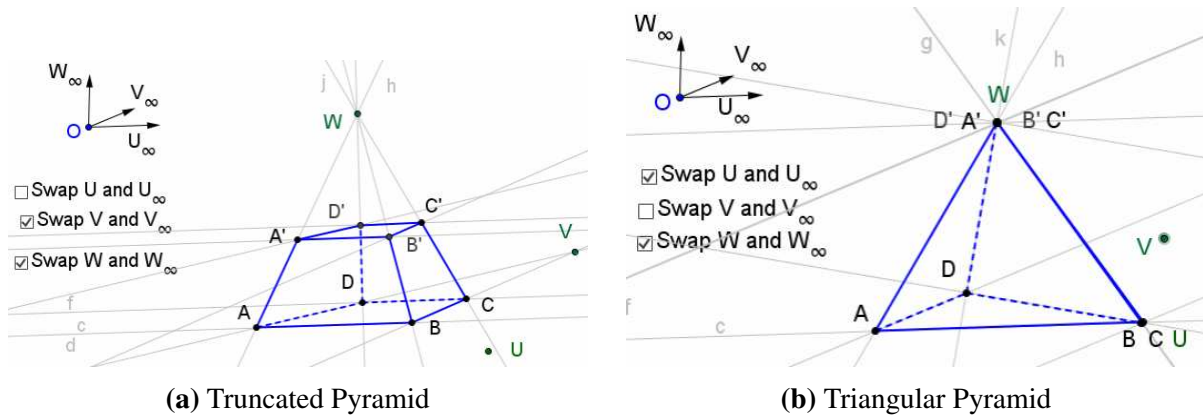 W∞
V∞
O
U∞
j
h
W
Swap U and U∞
Swap V and V∞
Swap W and W∞
D'
C'
A'
B'
V
D
f
A
C
c
B
d
U
(a) Truncated Pyramid
W∞
V∞
O
U∞
g
k
h
W
D' A' B' C'
Swap U and U∞
Swap V and V∞
Swap W and W∞
V
D
f
A
c
B C U
(b) Triangular Pyramid